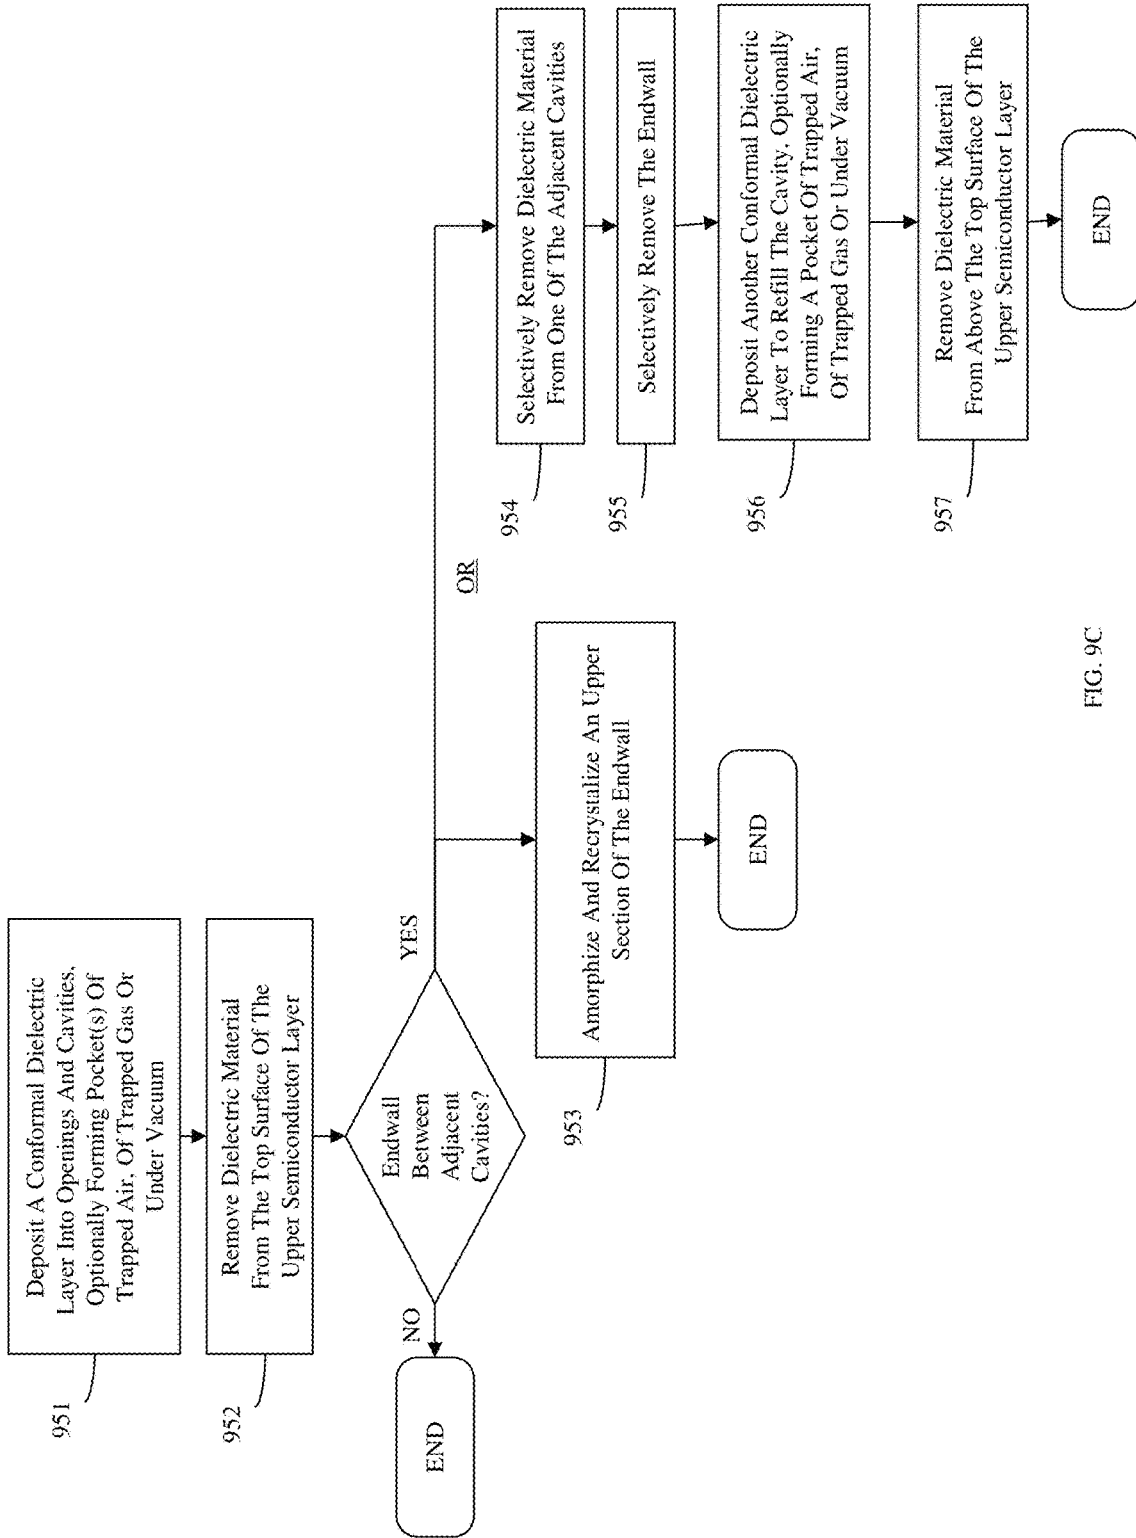 Deposit A Conformal Dielectric
Layer Into Openings And Cavities,
Optionally Forming Pocket(s) Of
Trapped Air, Of Trapped Gas Or
Under Vacuum
951
Remove Dielectric Material
From The Top Surface Of The
Upper Semiconductor Layer
952
Endwall
Between
Adjacent
Cavities?
NO
END
YES
Amorphize And Recrystalize An Upper
Section Of The Endwall
953
END
OR
Selectively Remove Dielectric Material
From One Of The Adjacent Cavities
954
Selectively Remove The Endwall
955
Deposit Another Conformal Dielectric
Layer To Refill The Cavity, Optionally
Forming A Pocket Of Trapped Air,
Of Trapped Gas Or Under Vacuum
956
Remove Dielectric Material
From Above The Top Surface Of The
Upper Semiconductor Layer
957
END
FIG. 9C